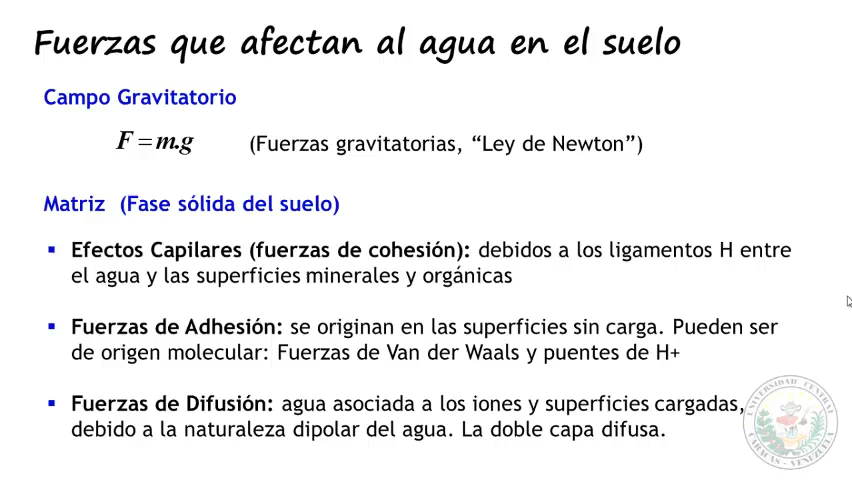 Fuerzas que afectan al agua en el suelo
Campo Gravitatorio
F = m.g (Fuerzas gravitatorias, “Ley de Newton”)
Matriz (Fase sólida del suelo)
▪ Efectos Capilares (fuerzas de cohesión): debidos a los ligamentos H entre
el agua y las superficies minerales y orgánicas
▪ Fuerzas de Adhesión: se originan en las superficies sin carga. Pueden ser
de origen molecular: Fuerzas de Van der Waals y puentes de H+
▪ Fuerzas de Difusión: agua asociada a los iones y superficies cargadas,
debido a la naturaleza dipolar del agua. La doble capa difusa.
UNIVERSIDAD CENTRAL
CARACAS - VENEZUELA